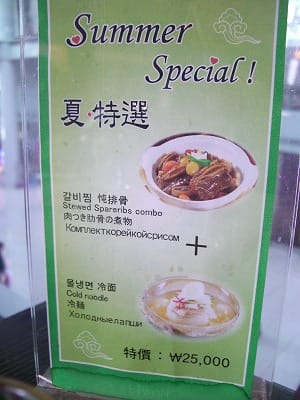 Summer
Special!
夏·特選
갈비찜 炖排骨
Stewed Spareribs combo
肉つき肋骨の煮物
Комплекткорейкойсрисом
+
물냉면 冷面
Cold noodle
冷麺
Холодныелапши
特價 : ₩25,000